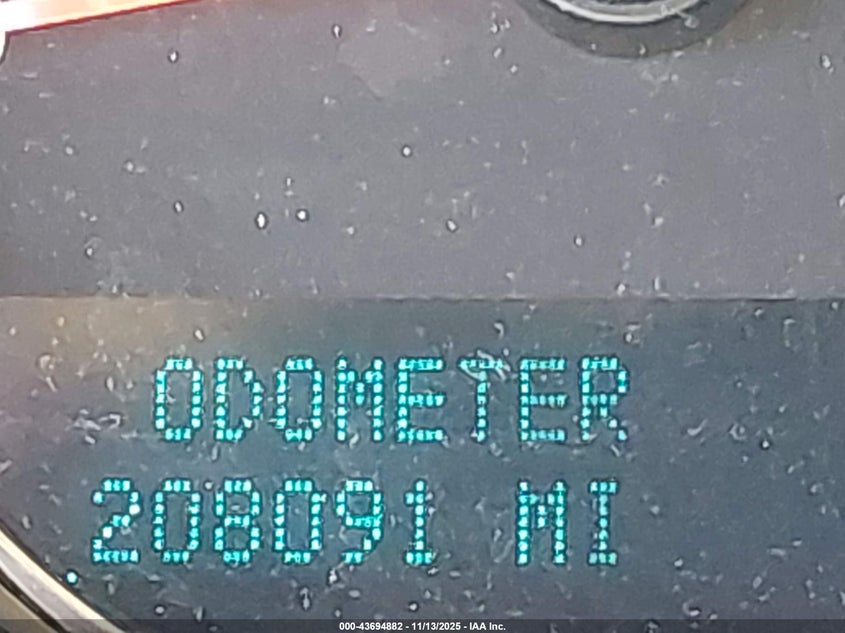 ODOMETER
208091 MI
000-43694882 - 11/13/2025 - IAA Inc.